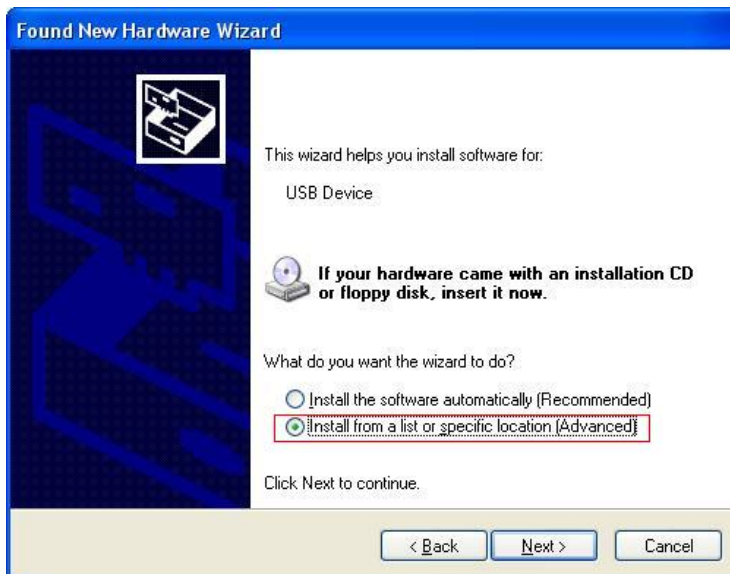 Found New Hardware Wizard
This wizard helps you install software for:
USB Device
If your hardware came with an installation CD
or floppy disk, insert it now.
What do you want the wizard to do?
Install the software automatically (Recommended)
Install from a list or specific location (Advanced)
Click Next to continue.
< Back
Next >
Cancel